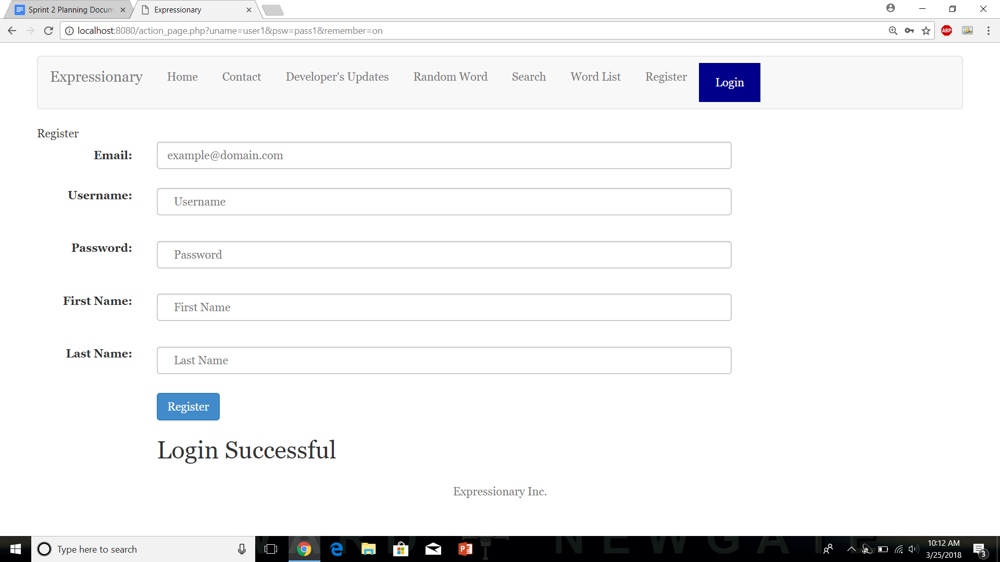 Sprint 2 Planning Docum
Expressionary
localhost:8080/action_page.php?uname=user1&psw=pass1&remember=on
ABP
Expressionary Home Contact Developer's Updates Random Word Search Word List Register Login
Register
Email: example@domain.com
Username: Username
Password: Password
First Name: First Name
Last Name: Last Name
Register
Login Successful
Expressionary Inc.
Type here to search
10:12 AM
3/25/2018
3